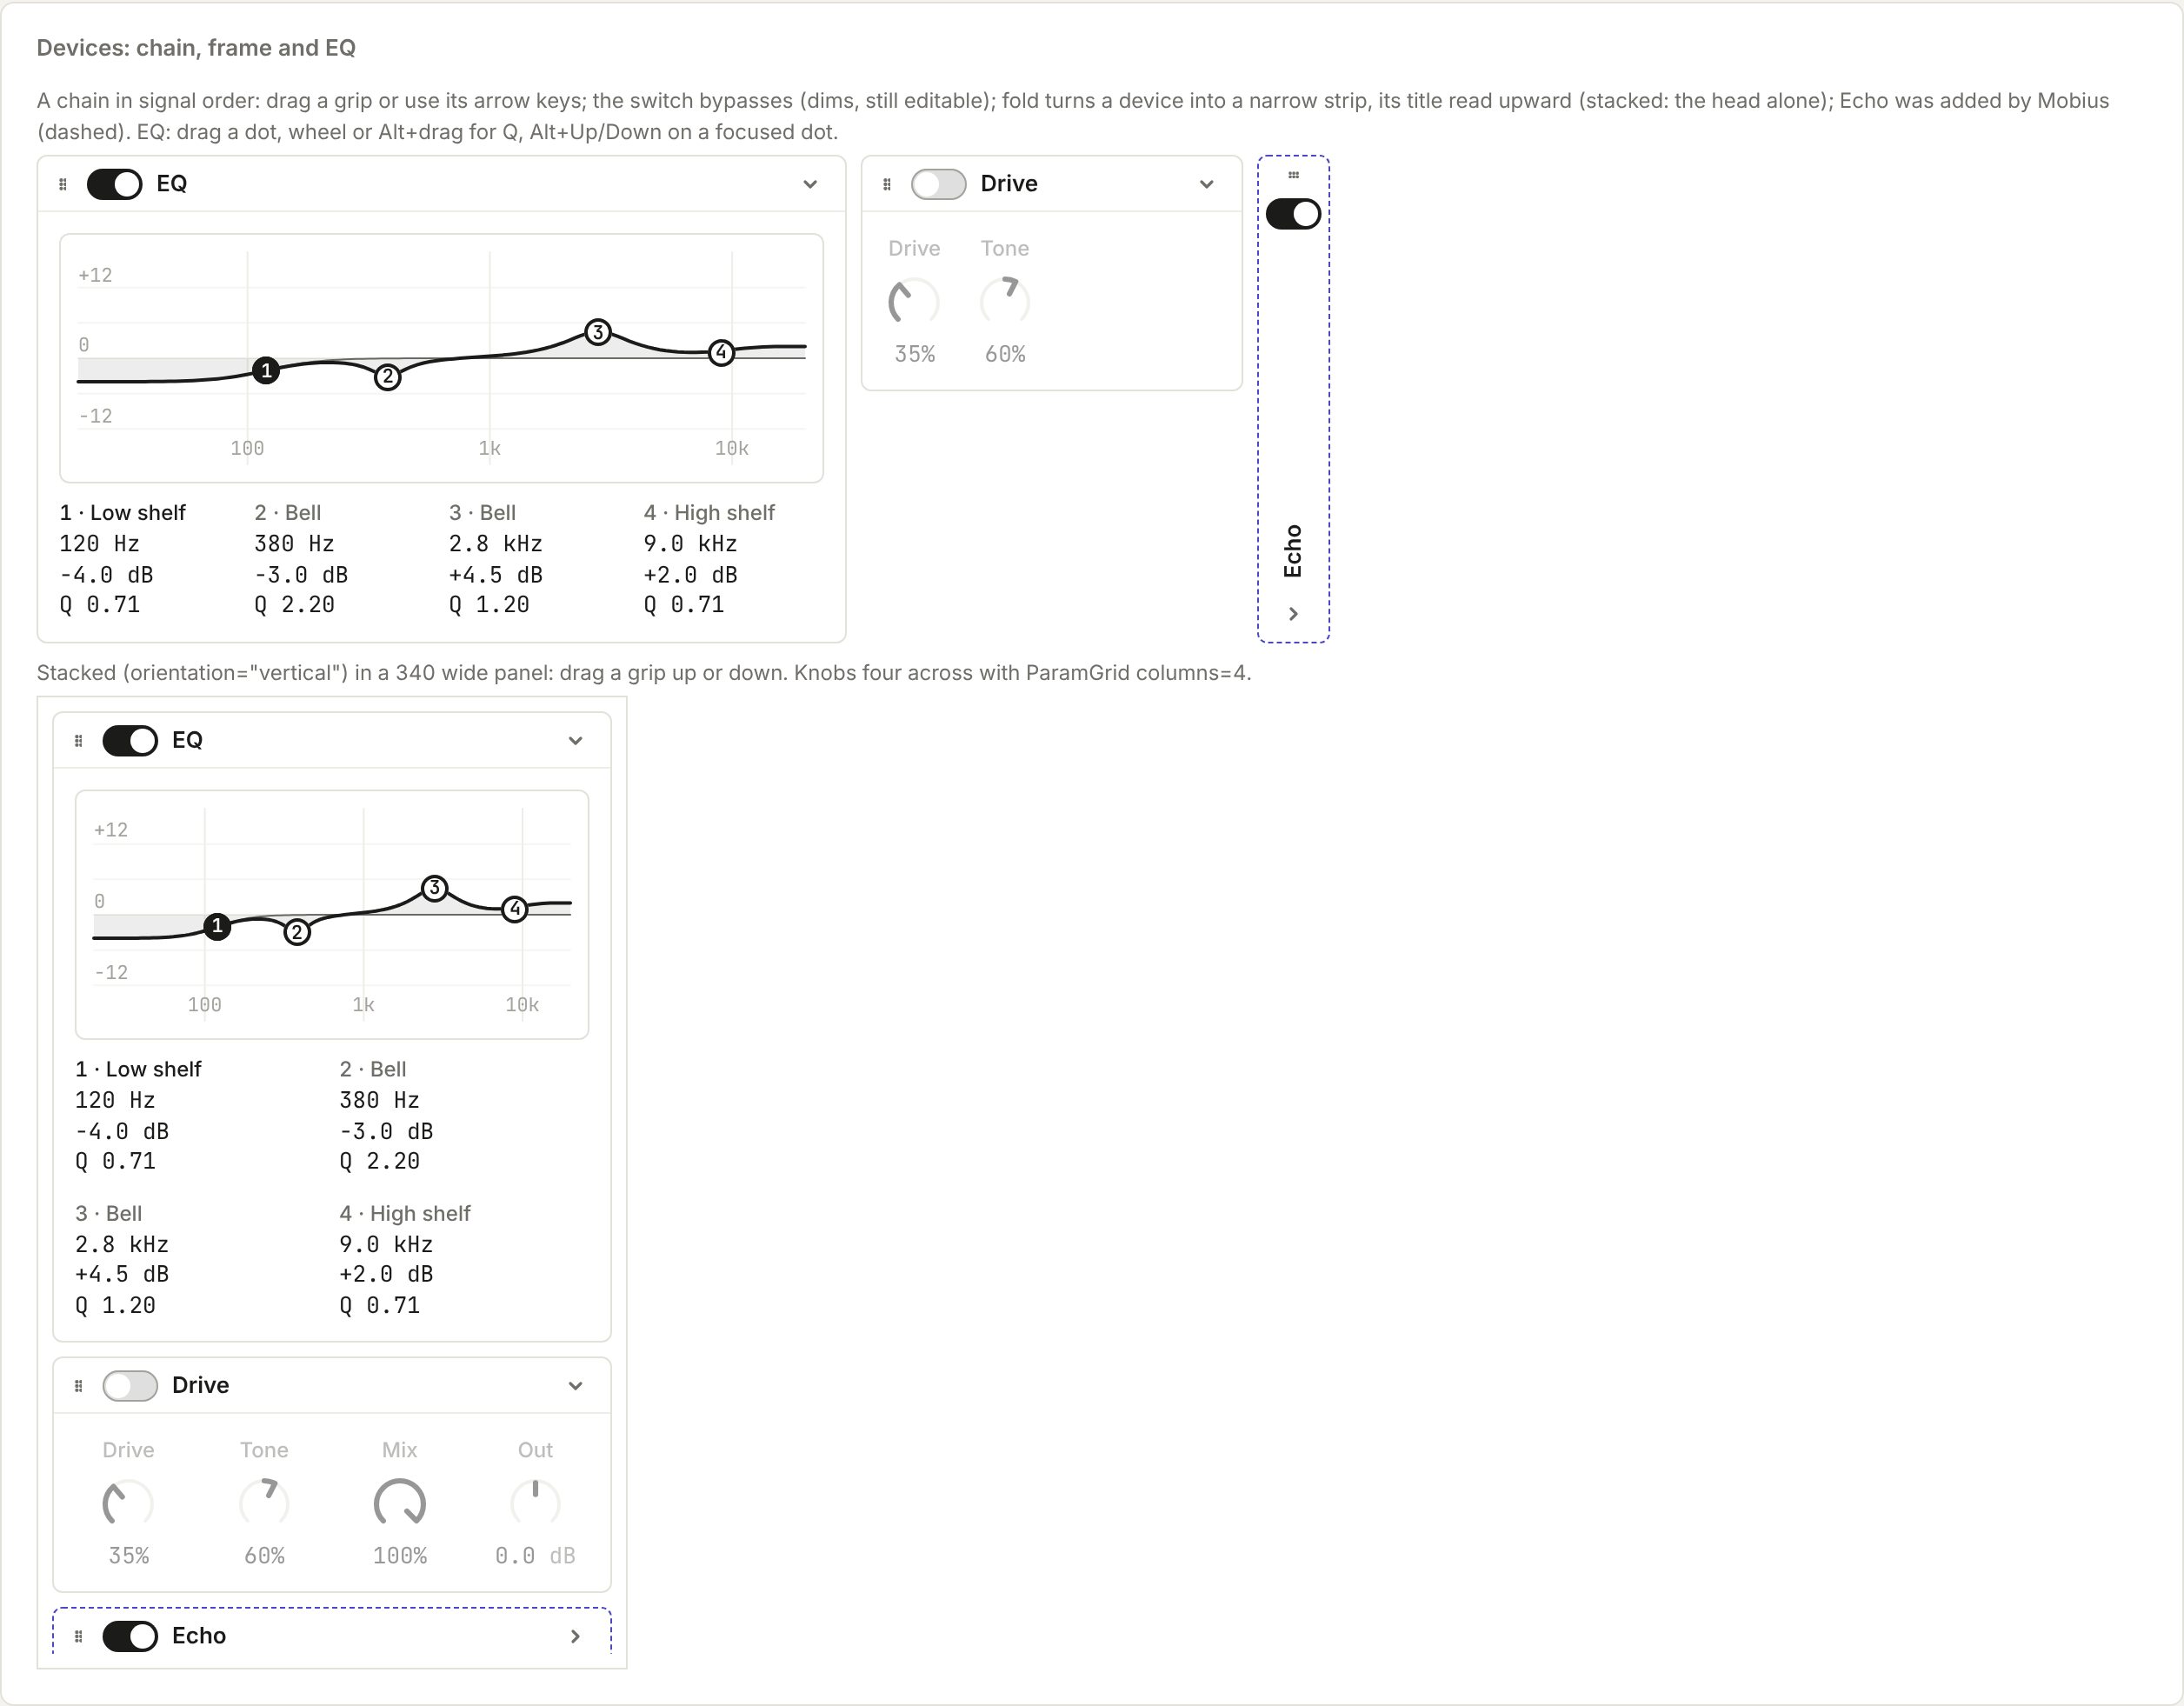 Devices: chain, frame and EQ
A chain in signal order: drag a grip or use its arrow keys; the switch bypasses (dims, still editable); fold turns a device into a narrow strip, its title read upward (stacked: the head alone); Echo was added by Mobius
(dashed). EQ: drag a dot, wheel or Alt+drag for Q, Alt+Up/Down on a focused dot.
EQ
+12
0
-12
1
2
3
4
100 1k 10k
1 · Low shelf 2 · Bell 3 · Bell 4 · High shelf
120 Hz 380 Hz 2.8 kHz 9.0 kHz
-4.0 dB -3.0 dB +4.5 dB +2.0 dB
Q 0.71 Q 2.20 Q 1.20 Q 0.71
Drive
Drive Tone
35% 60%
Echo
Stacked (orientation="vertical") in a 340 wide panel: drag a grip up or down. Knobs four across with ParamGrid columns=4.
EQ
+12
0
-12
1
2
3
4
100 1k 10k
1 · Low shelf 2 · Bell
120 Hz 380 Hz
-4.0 dB -3.0 dB
Q 0.71 Q 2.20
3 · Bell 4 · High shelf
2.8 kHz 9.0 kHz
+4.5 dB +2.0 dB
Q 1.20 Q 0.71
Drive
Drive Tone Mix Out
35% 60% 100% 0.0 dB
Echo